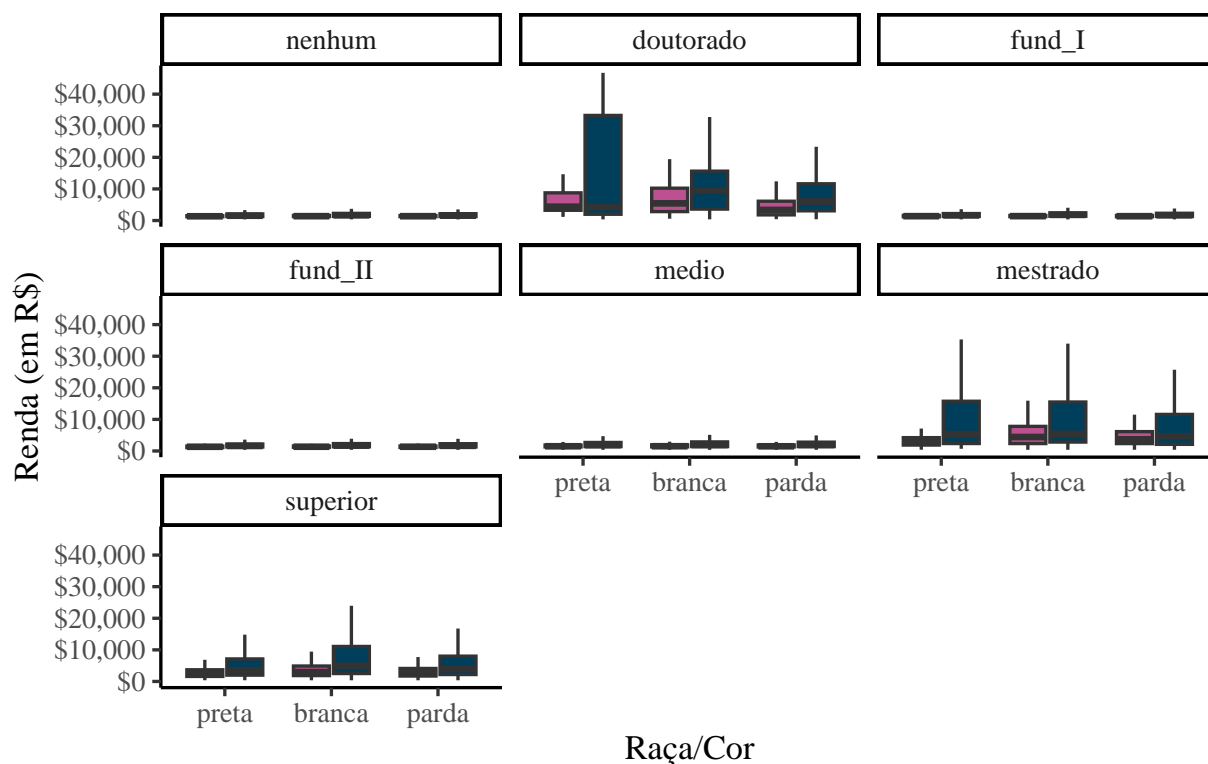 nenhum doutorado fund_I
$40,000
$30,000
$20,000
$10,000
$0
fund_II medio mestrado
$40,000
$30,000
$20,000
$10,000
$0
preta branca parda preta branca parda
superior
$40,000
$30,000
$20,000
$10,000
$0
preta branca parda
Raça/Cor
Renda (em R$)